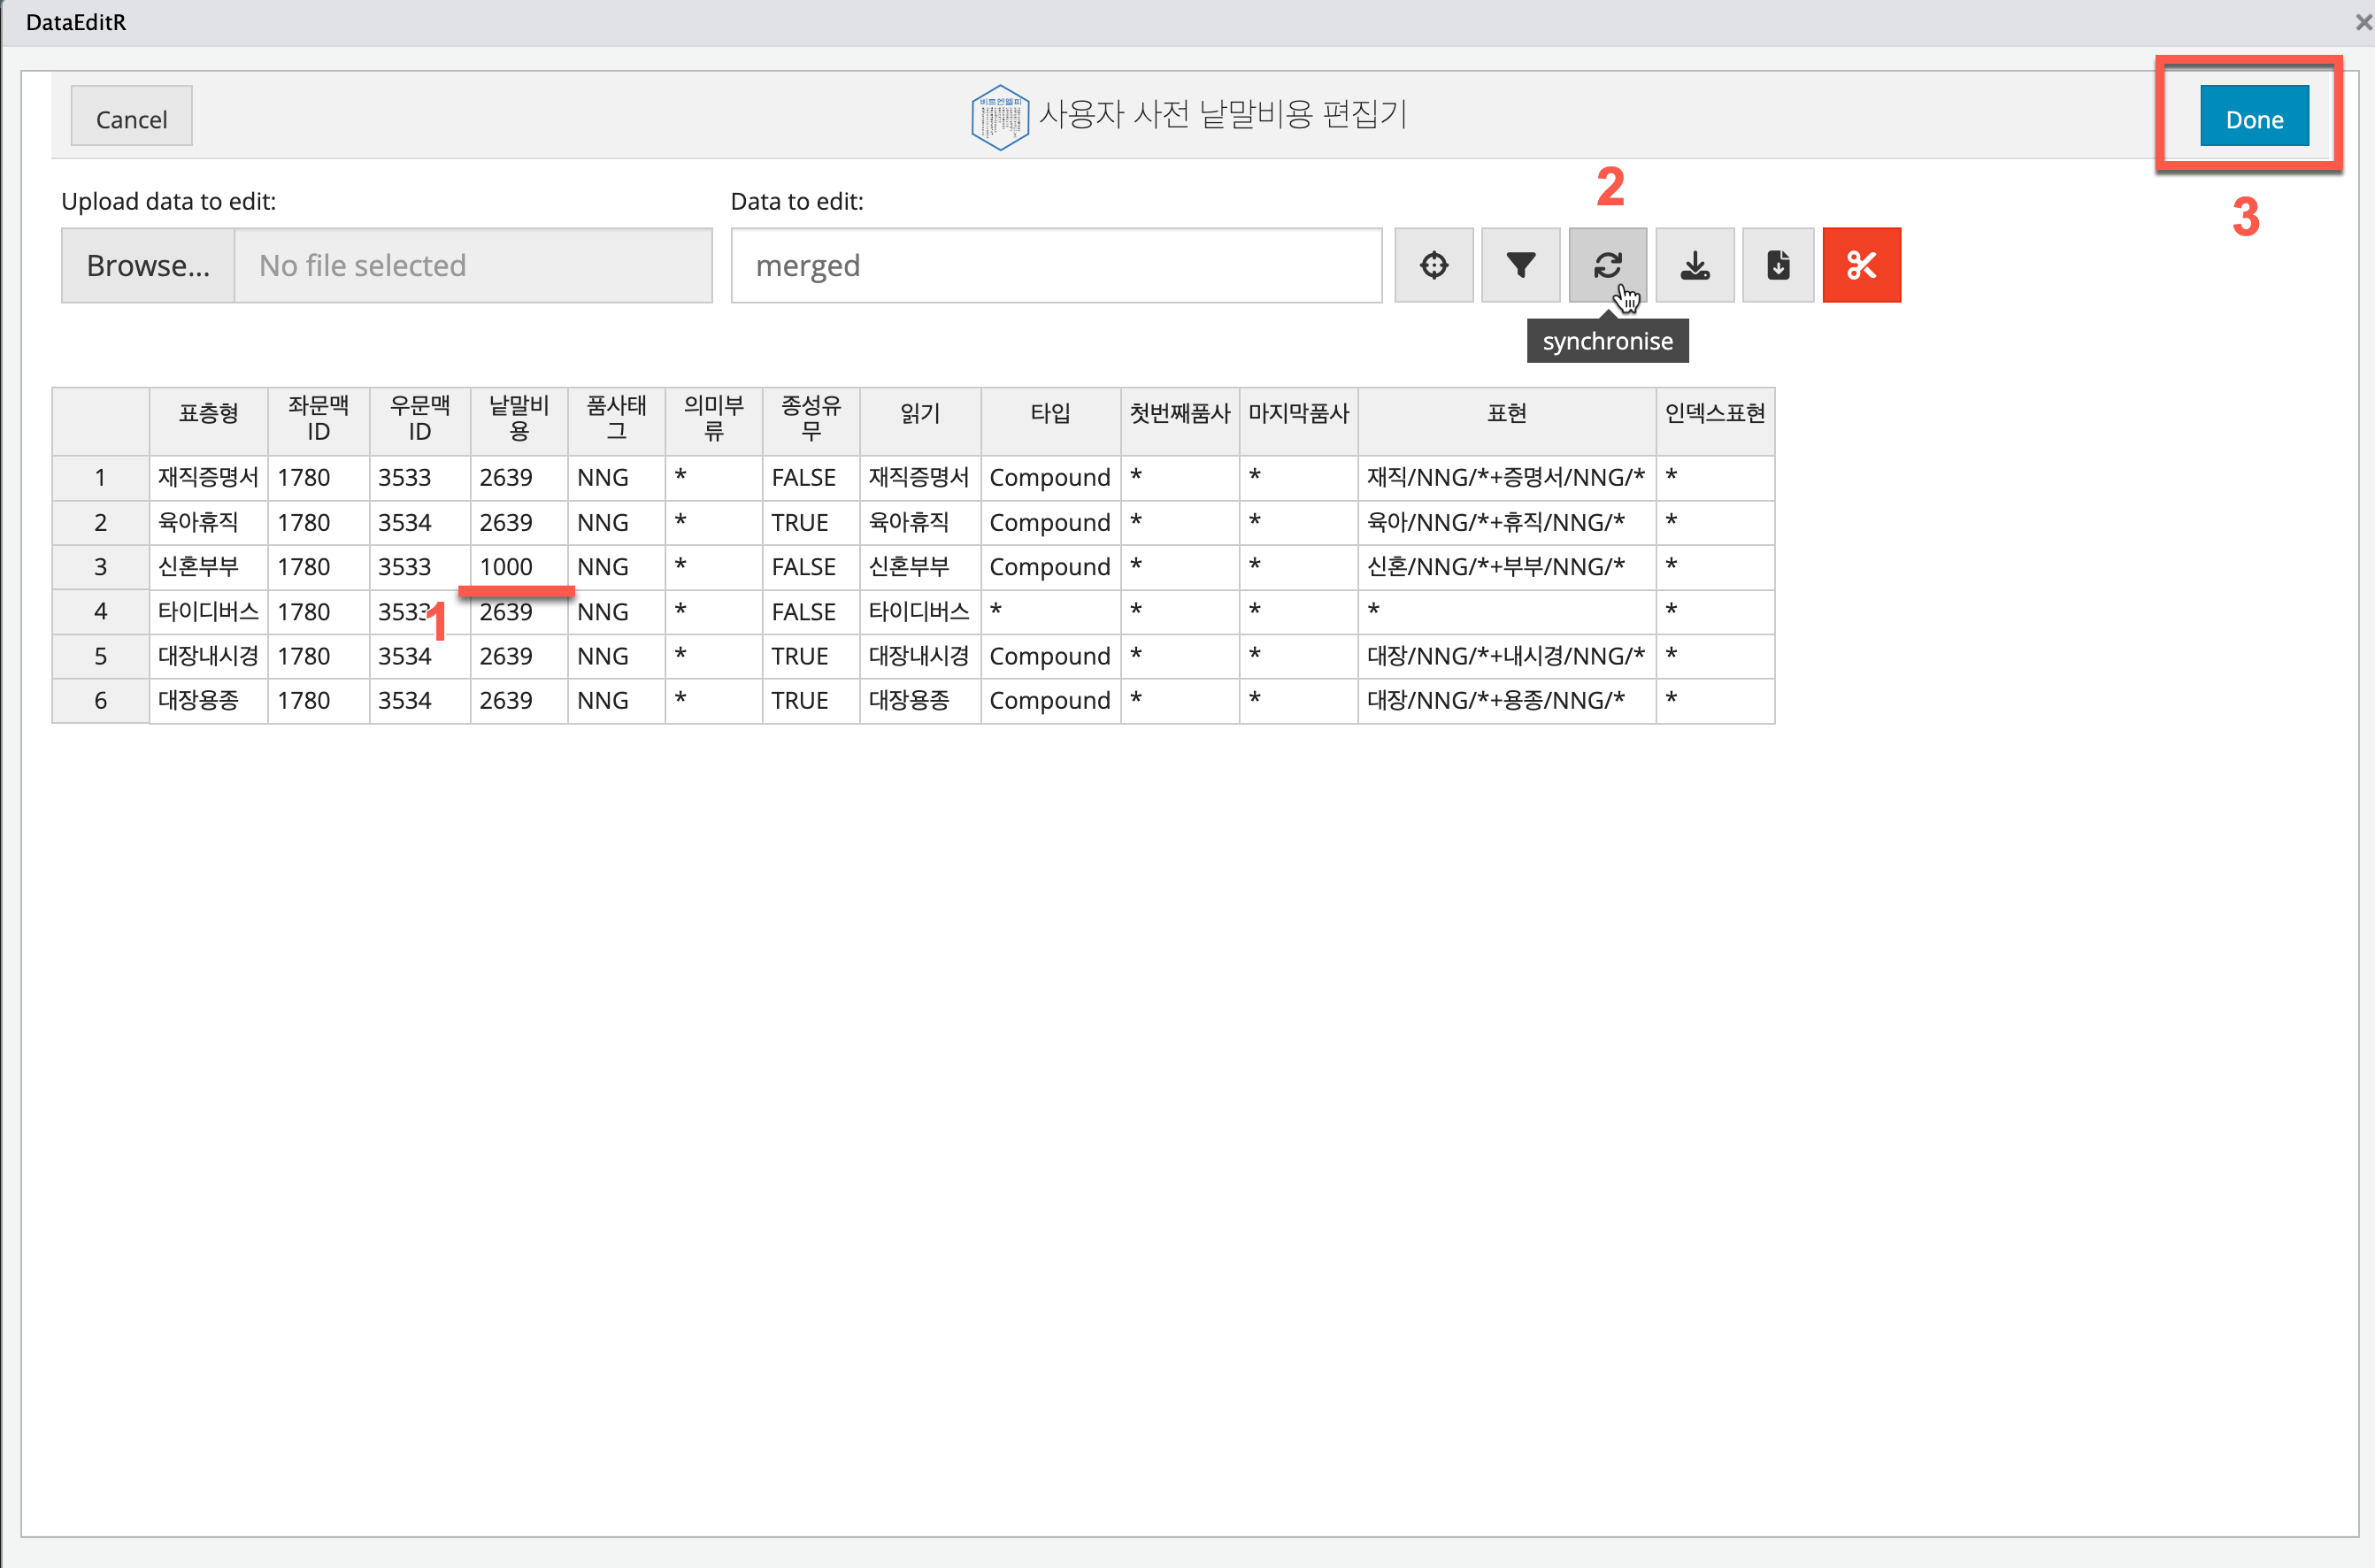 DataEditR
Cancel
비트엔엘피
사용자 사전 낱말비용 편집기
Done
2
3
Upload data to edit:
Data to edit:
Browse...
No file selected
merged
synchronise
표층형 좌문맥ID 우문맥ID 낱말비용 품사태그 의미부류 종성유무 읽기 타입 첫번째품사 마지막품사 표현 인덱스표현
1 재직증명서 1780 3533 2639 NNG * FALSE 재직증명서 Compound * * 재직/NNG/*+증명서/NNG/* *
2 육아휴직 1780 3534 2639 NNG * TRUE 육아휴직 Compound * * 육아/NNG/*+휴직/NNG/* *
3 신혼부부 1780 3533 1000 NNG * FALSE 신혼부부 Compound * * 신혼/NNG/*+부부/NNG/* *
1
4 타이디버스 1780 3533 2639 NNG * FALSE 타이디버스 * * * * *
5 대장내시경 1780 3534 2639 NNG * TRUE 대장내시경 Compound * * 대장/NNG/*+내시경/NNG/* *
6 대장용종 1780 3534 2639 NNG * TRUE 대장용종 Compound * * 대장/NNG/*+용종/NNG/* *